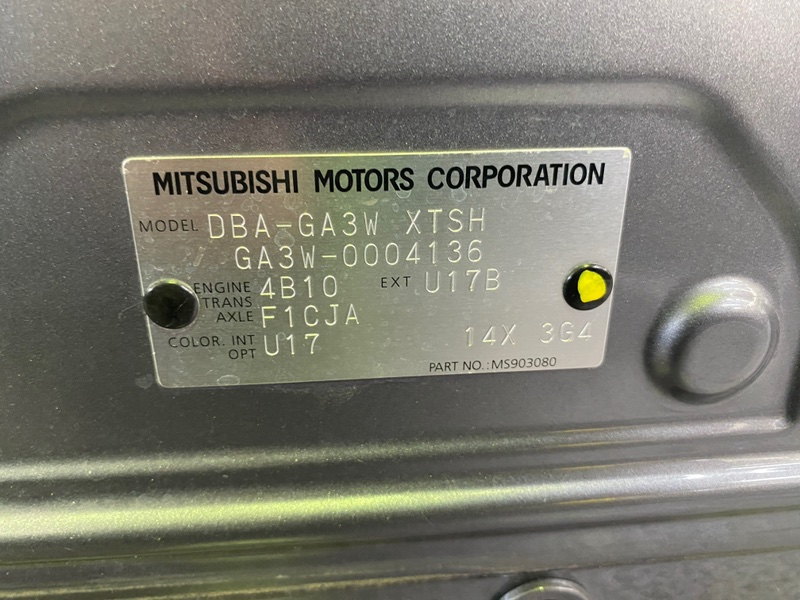 MITSUBISHI MOTORS CORPORATION
MODEL DBA-GA3W XTSH
GA3W-0004136
ENGINE 4B10 EXT U17B
TRANS AXLE F1CJA
COLOR. INT OPT U17 14X 3G4
PART NO.:MS903080